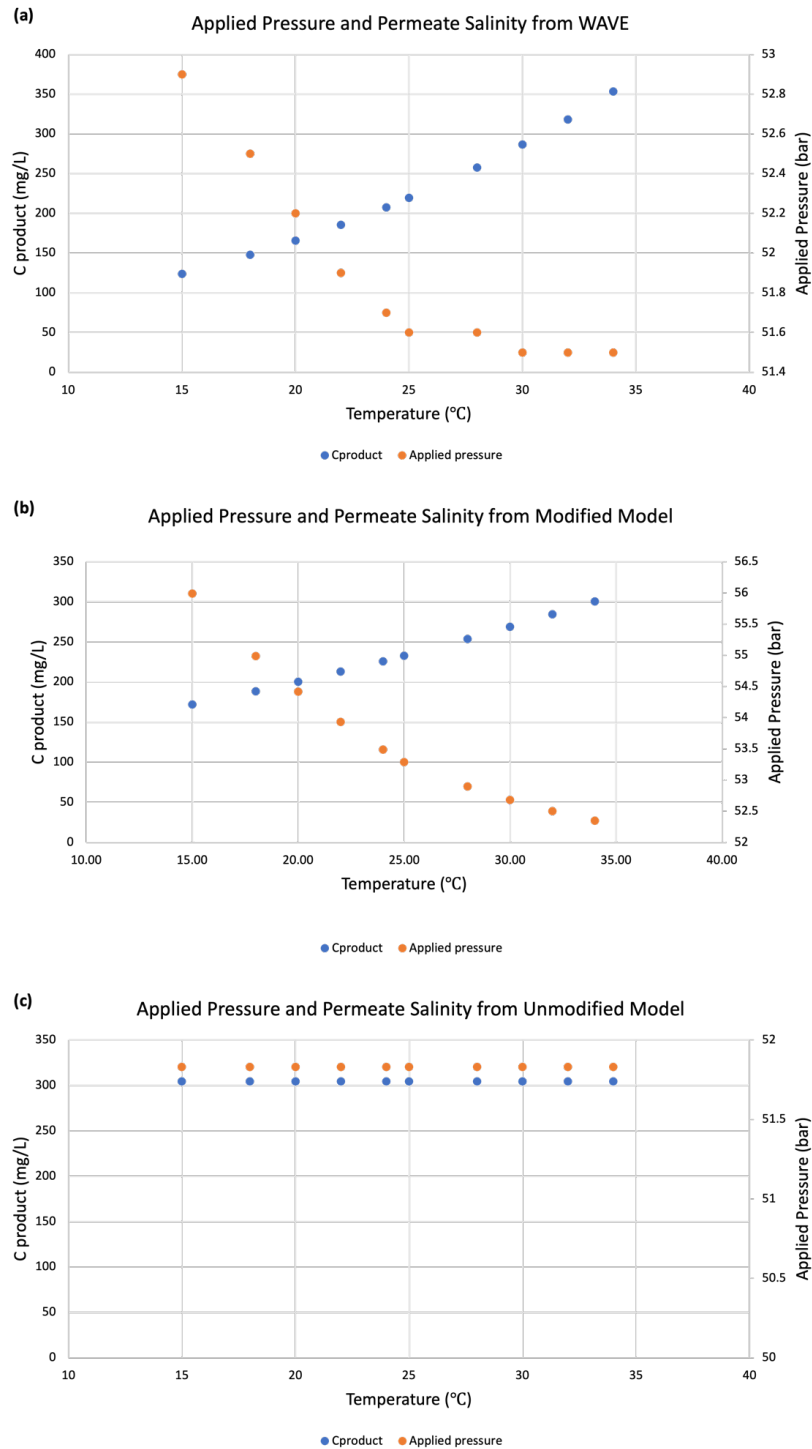 (a)
Applied Pressure and Permeate Salinity from WAVE
400
350
300
250
200
150
100
50
0
C product (mg/L)
53
52.8
52.6
52.4
52.2
52
51.8
51.6
51.4
Applied Pressure (bar)
10 15 20 25 30 35 40
Temperature (℃)
Cproduct Applied pressure
(b)
Applied Pressure and Permeate Salinity from Modified Model
350
300
250
200
150
100
50
0
C product (mg/L)
56.5
56
55.5
55
54.5
54
53.5
53
52.5
52
Applied Pressure (bar)
10.00 15.00 20.00 25.00 30.00 35.00 40.00
Temperature (℃)
Cproduct Applied pressure
(c)
Applied Pressure and Permeate Salinity from Unmodified Model
350
300
250
300
150
100
50
0
C product (mg/L)
52
51.5
51
50.5
50
Applied Pressure (bar)
10 15 20 25 30 35 40
Temperature (℃)
Cproduct Applied pressure